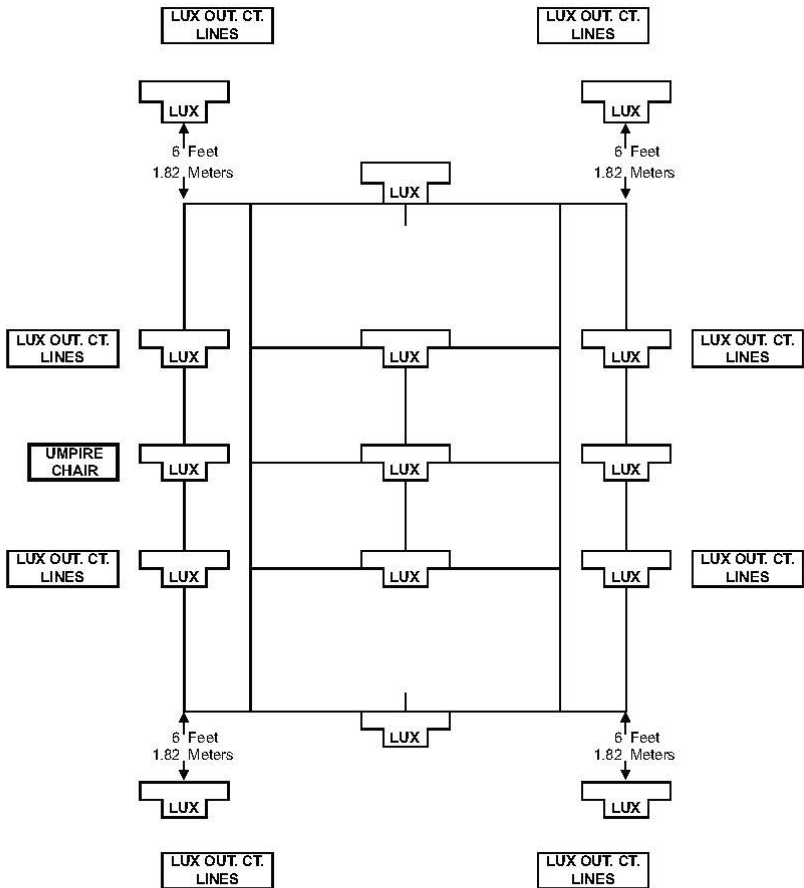 LUX OUT. CT.
LINES
LUX OUT. CT.
LINES
LUX
LUX
6 Feet
1.82 Meters
6 Feet
1.82 Meters
LUX
LUX OUT. CT.
LINES
LUX
LUX
LUX
LUX OUT. CT.
LINES
UMPIRE
CHAIR
LUX
LUX
LUX
LUX OUT. CT.
LINES
LUX
LUX
LUX
LUX OUT. CT.
LINES
LUX
6 Feet
1.82 Meters
6 Feet
1.82 Meters
LUX
LUX
LUX OUT. CT.
LINES
LUX OUT. CT.
LINES